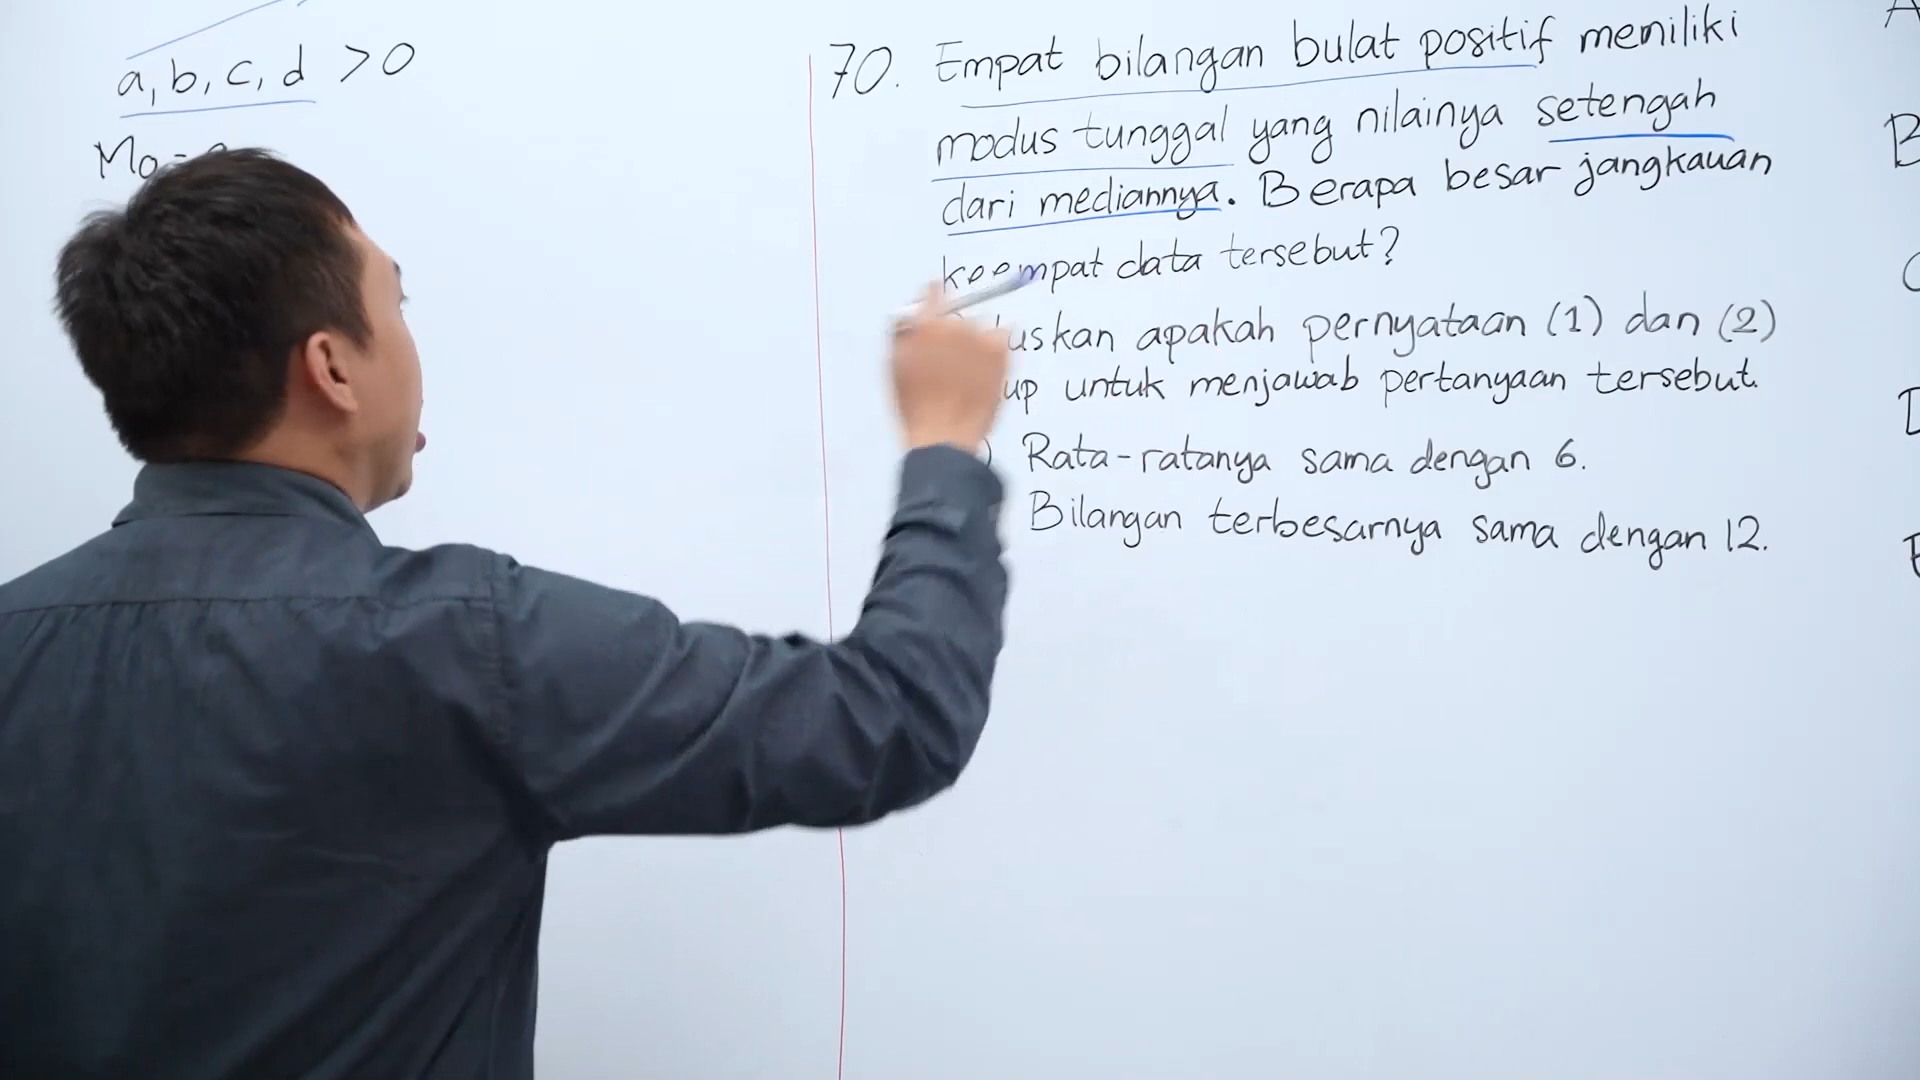 a, b, c, d > 0
Mo =
70. Empat bilangan bulat positif memiliki
modus tunggal yang nilainya setengah
dari mediannya. Berapa besar jangkauan
keempat data tersebut?
apakah pernyataan (1) dan (2)
untuk menjawab pertanyaan tersebut.
Rata-ratanya sama dengan 6.
Bilangan terbesarnya sama dengan 12.
A
B
C
D
E